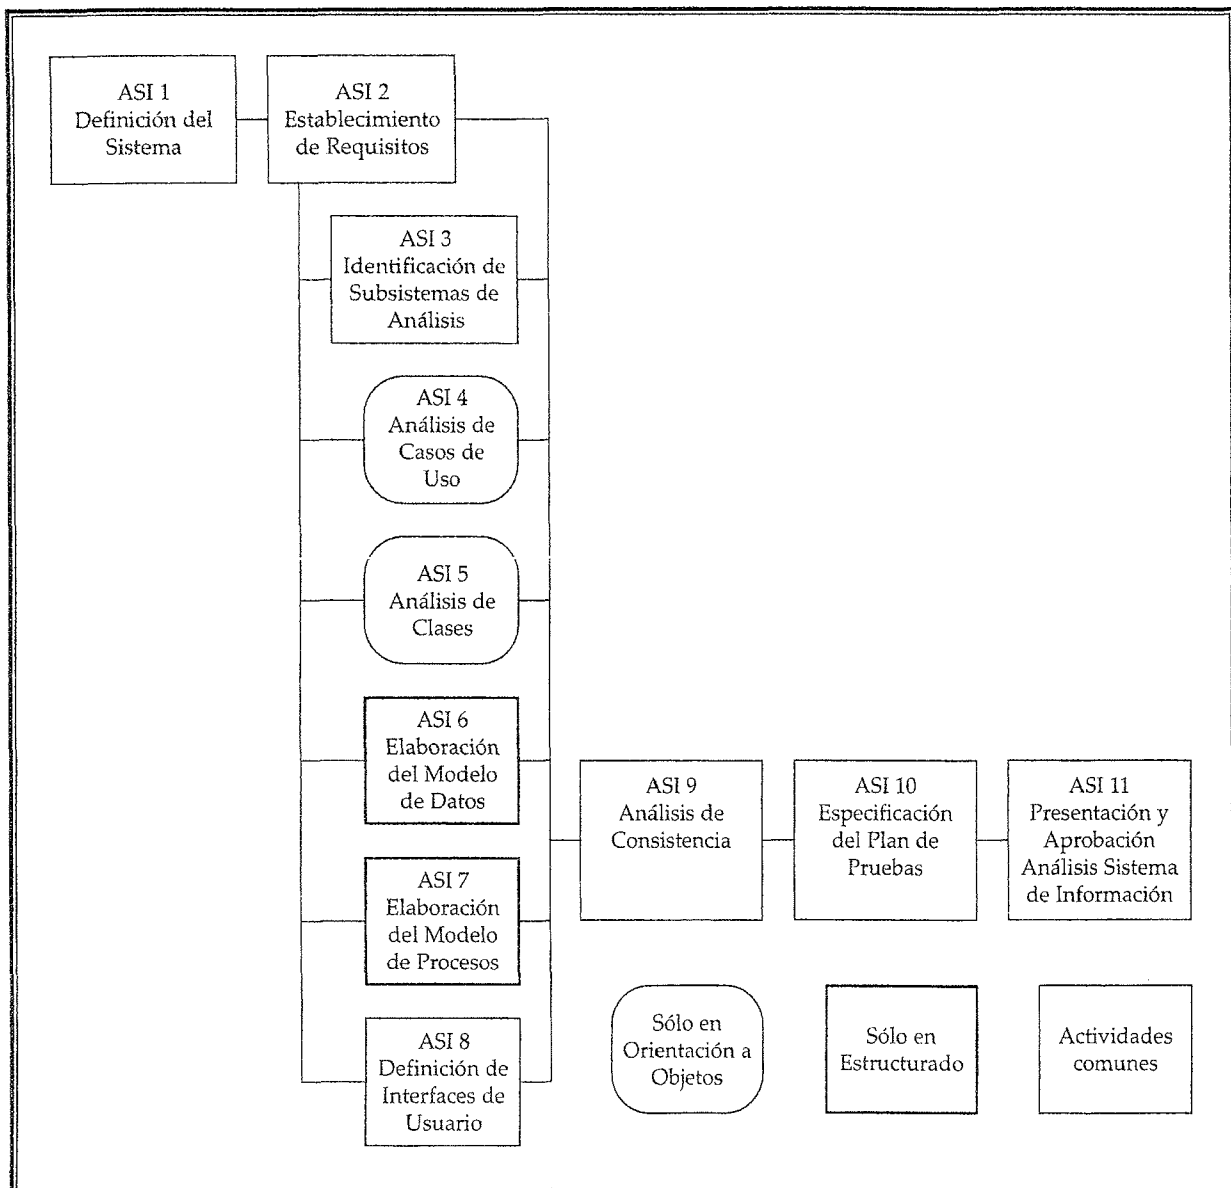 ASI 1
Definición del
Sistema
ASI 2
Establecimiento
de Requisitos
ASI 3
Identificación de
Subsistemas de
Análisis
ASI 4
Análisis de
Casos de
Uso
ASI 5
Análisis de
Clases
ASI 6
Elaboración
del Modelo
de Datos
ASI 7
Elaboración
del Modelo
de Procesos
ASI 8
Definición de
Interfaces de
Usuario
ASI 9
Análisis de
Consistencia
ASI 10
Especificación
del Plan de
Pruebas
ASI 11
Presentación y
Aprobación
Análisis Sistema
de Información
Sólo en
Orientación a
Objetos
Sólo en
Estructurado
Actividades
comunes